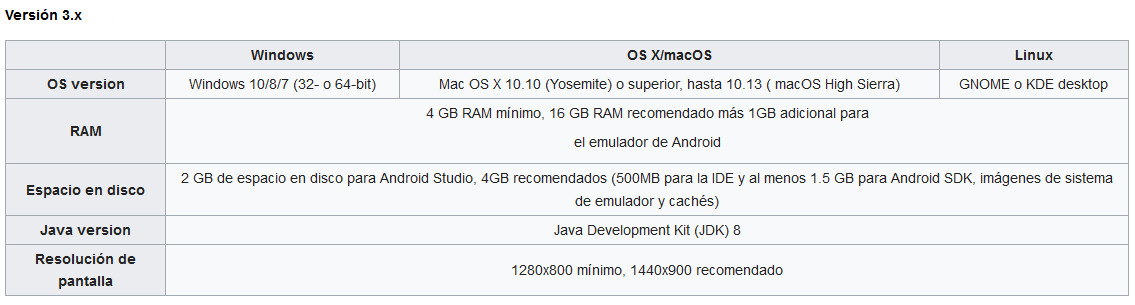 Versión 3.x
Windows OS X/macOS Linux
OS version Windows 10/8/7 (32- o 64-bit) Mac OS X 10.10 (Yosemite) o superior, hasta 10.13 ( macOS High Sierra) GNOME o KDE desktop
RAM
4 GB RAM mínimo, 16 GB RAM recomendado más 1GB adicional para
el emulador de Android
Espacio en disco
2 GB de espacio en disco para Android Studio, 4GB recomendados (500MB para la IDE y al menos 1.5 GB para Android SDK, imágenes de sistema
de emulador y cachés)
Java version Java Development Kit (JDK) 8
Resolución de
pantalla
1280x800 mínimo, 1440x900 recomendado